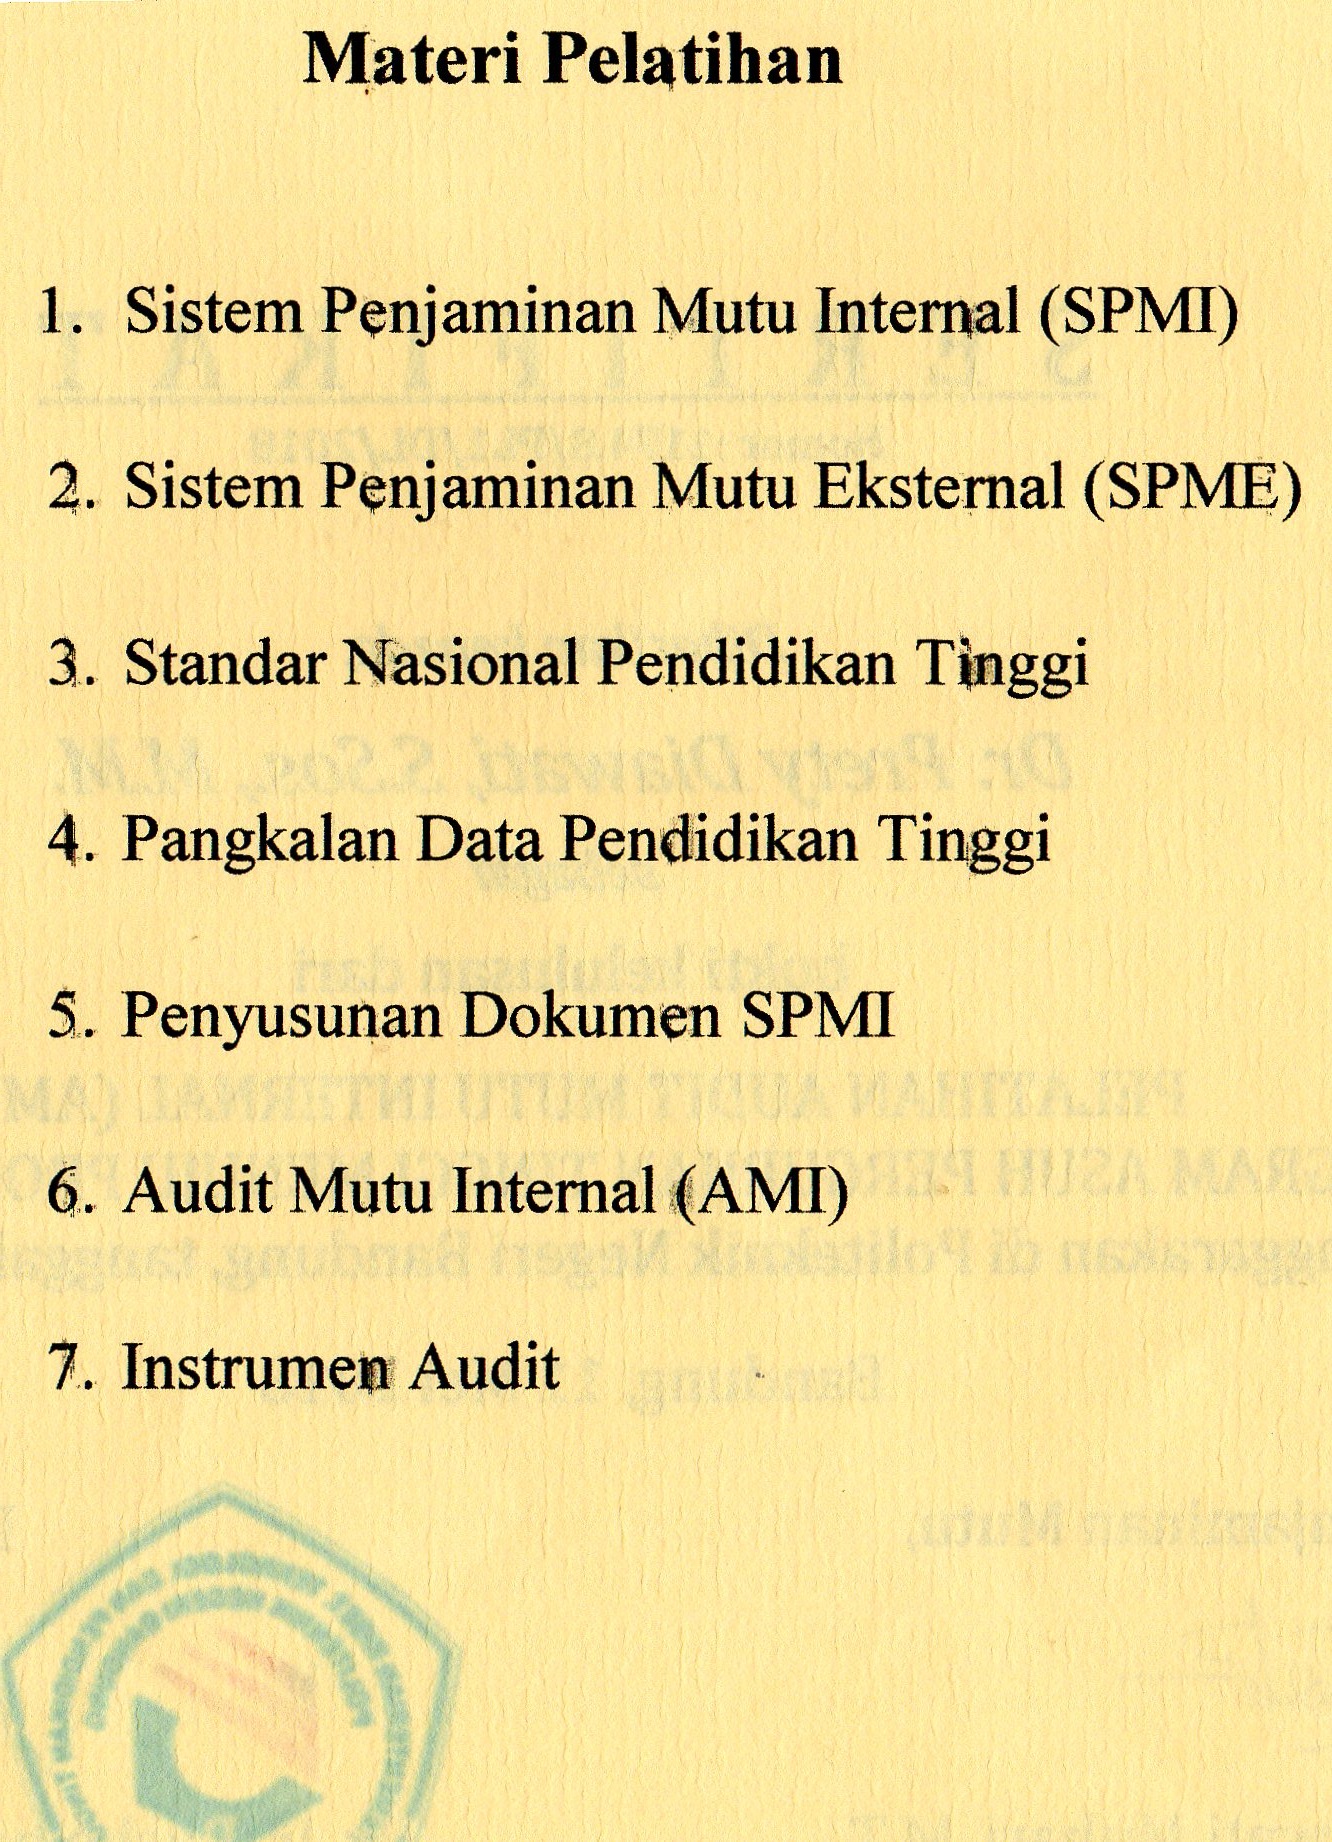 Materi Pelatihan
1. Sistem Penjaminan Mutu Internal (SPMI)
2. Sistem Penjaminan Mutu Eksternal (SPME)
3. Standar Nasional Pendidikan Tinggi
4. Pangkalan Data Pendidikan Tinggi
5. Penyusunan Dokumen SPMI
6. Audit Mutu Internal (AMI)
7. Instrumen Audit